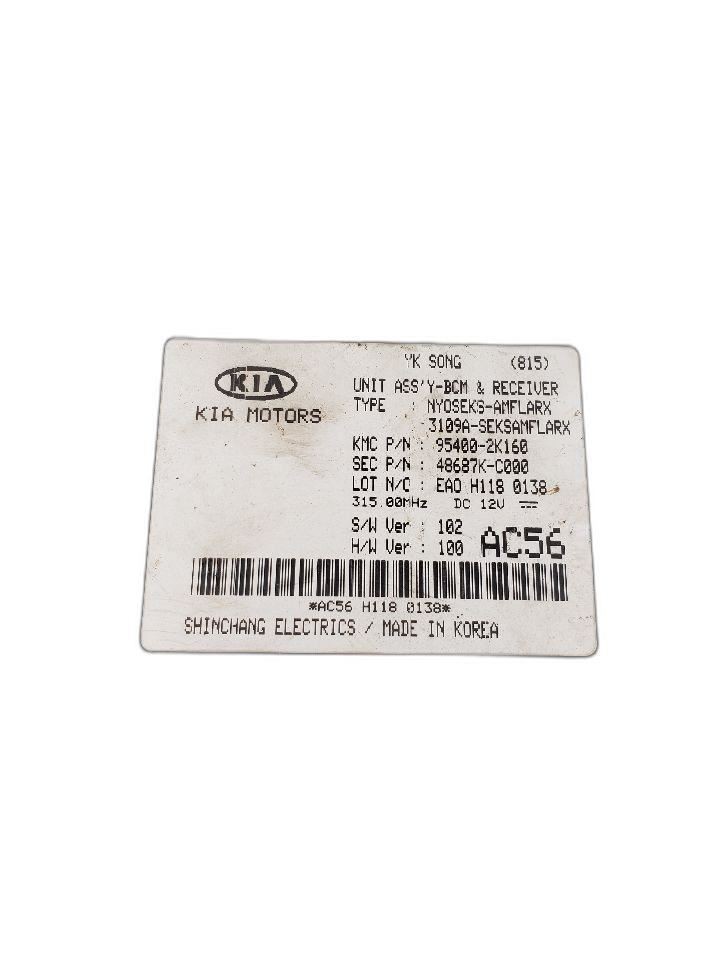 YK SONG (815)
KIA
KIA MOTORS
UNIT ASS'Y-BCM & RECEIVER
TYPE : NYOSEKS-AMFLARX
3109A-SEKSAMFLARX
KMC P/N : 95400-2K160
SEC P/N : 48687K-C000
LOT N/C : EAO H118 0138
315.00MHz DC 12V
S/W Ver : 102
H/W Ver : 100 AC56
*AC56 H118 0138*
SHINCHANG ELECTRICS / MADE IN KOREA